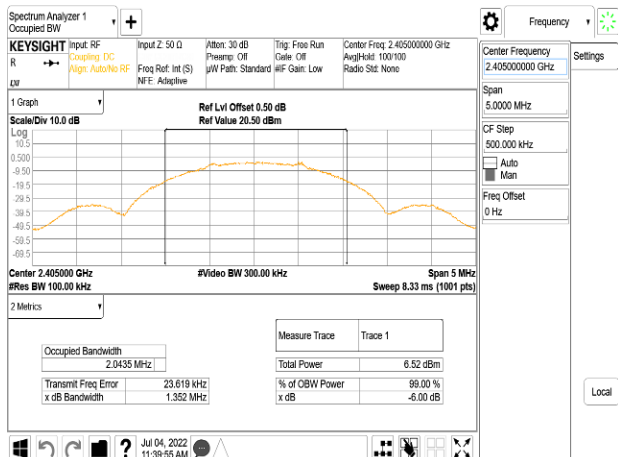 Spectrum Analyzer 1
Occupied BW
+
Frequency
KEYSIGHT Input: RF Input Z: 50 Ω Atten: 30 dB Trig: Free Run Center Freq: 2.405000000 GHz
R Coupling: DC Preamp: Off Gate: Off Avg|Hold: 100/100
Align: Auto/No RF Freq Ref: Int (S) µW Path: Standard #IF Gain: Low Radio Std: None
NFE: Adaptive
Center Frequency
2.405000000 GHz
Settings
Span
5.0000 MHz
CF Step
500.000 kHz
Auto
Man
Freq Offset
0 Hz
Local
1 Graph
Ref Lvl Offset 0.50 dB
Scale/Div 10.0 dB Ref Value 20.50 dBm
Log
10.5
0.500
-9.50
-19.5
-29.5
-39.5
-49.5
-59.5
-69.5
Center 2.405000 GHz #Video BW 300.00 kHz Span 5 MHz
#Res BW 100.00 kHz Sweep 8.33 ms (1001 pts)
2 Metrics
Measure Trace Trace 1
Occupied Bandwidth
2.0435 MHz
Total Power 6.52 dBm
Transmit Freq Error 23.619 kHz % of OBW Power 99.00 %
x dB Bandwidth 1.352 MHz x dB -6.00 dB
? Jul 04, 2022
11:39:55 AM